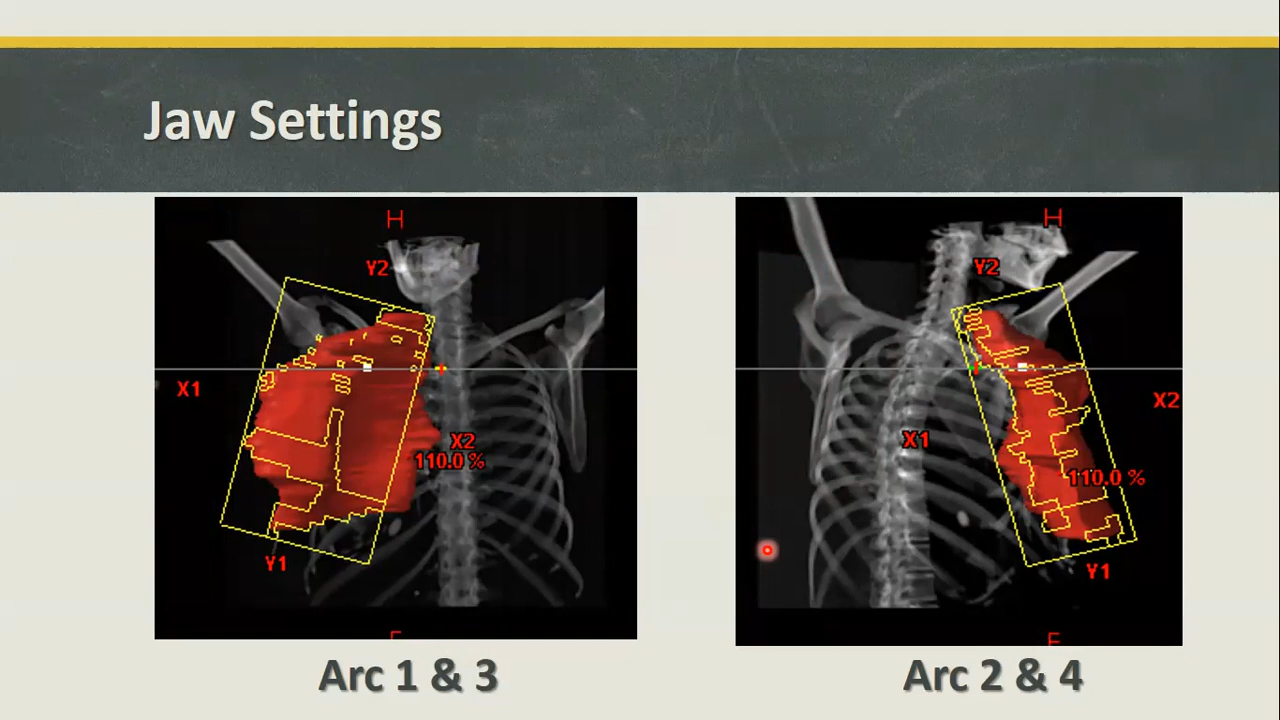 Jaw Settings
H
Y2
X1
X2
110.0 %
Y1
Arc 1 & 3
H
Y2
X2
X1
110.0 %
Y1
Arc 2 & 4